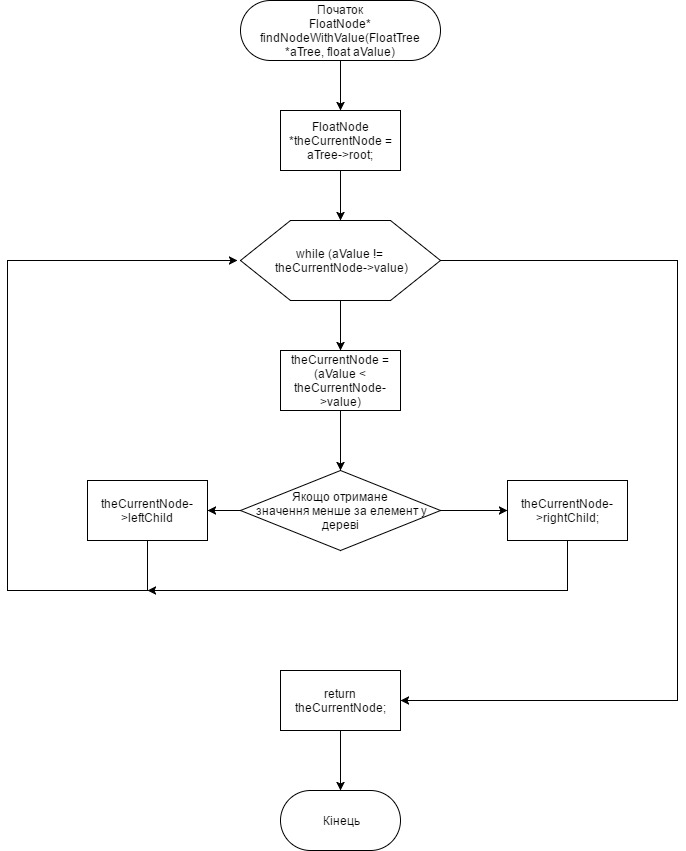 Початок
FloatNode*
findNodeWithValue(FloatTree
*aTree, float aValue)
FloatNode
*theCurrentNode =
aTree->root;
while (aValue !=
theCurrentNode->value)
theCurrentNode =
(aValue <
theCurrentNode-
>value)
Якощо отримане
значення менше за елемент у
дереві
theCurrentNode-
>leftChild
theCurrentNode-
>rightChild;
return
theCurrentNode;
Кінець